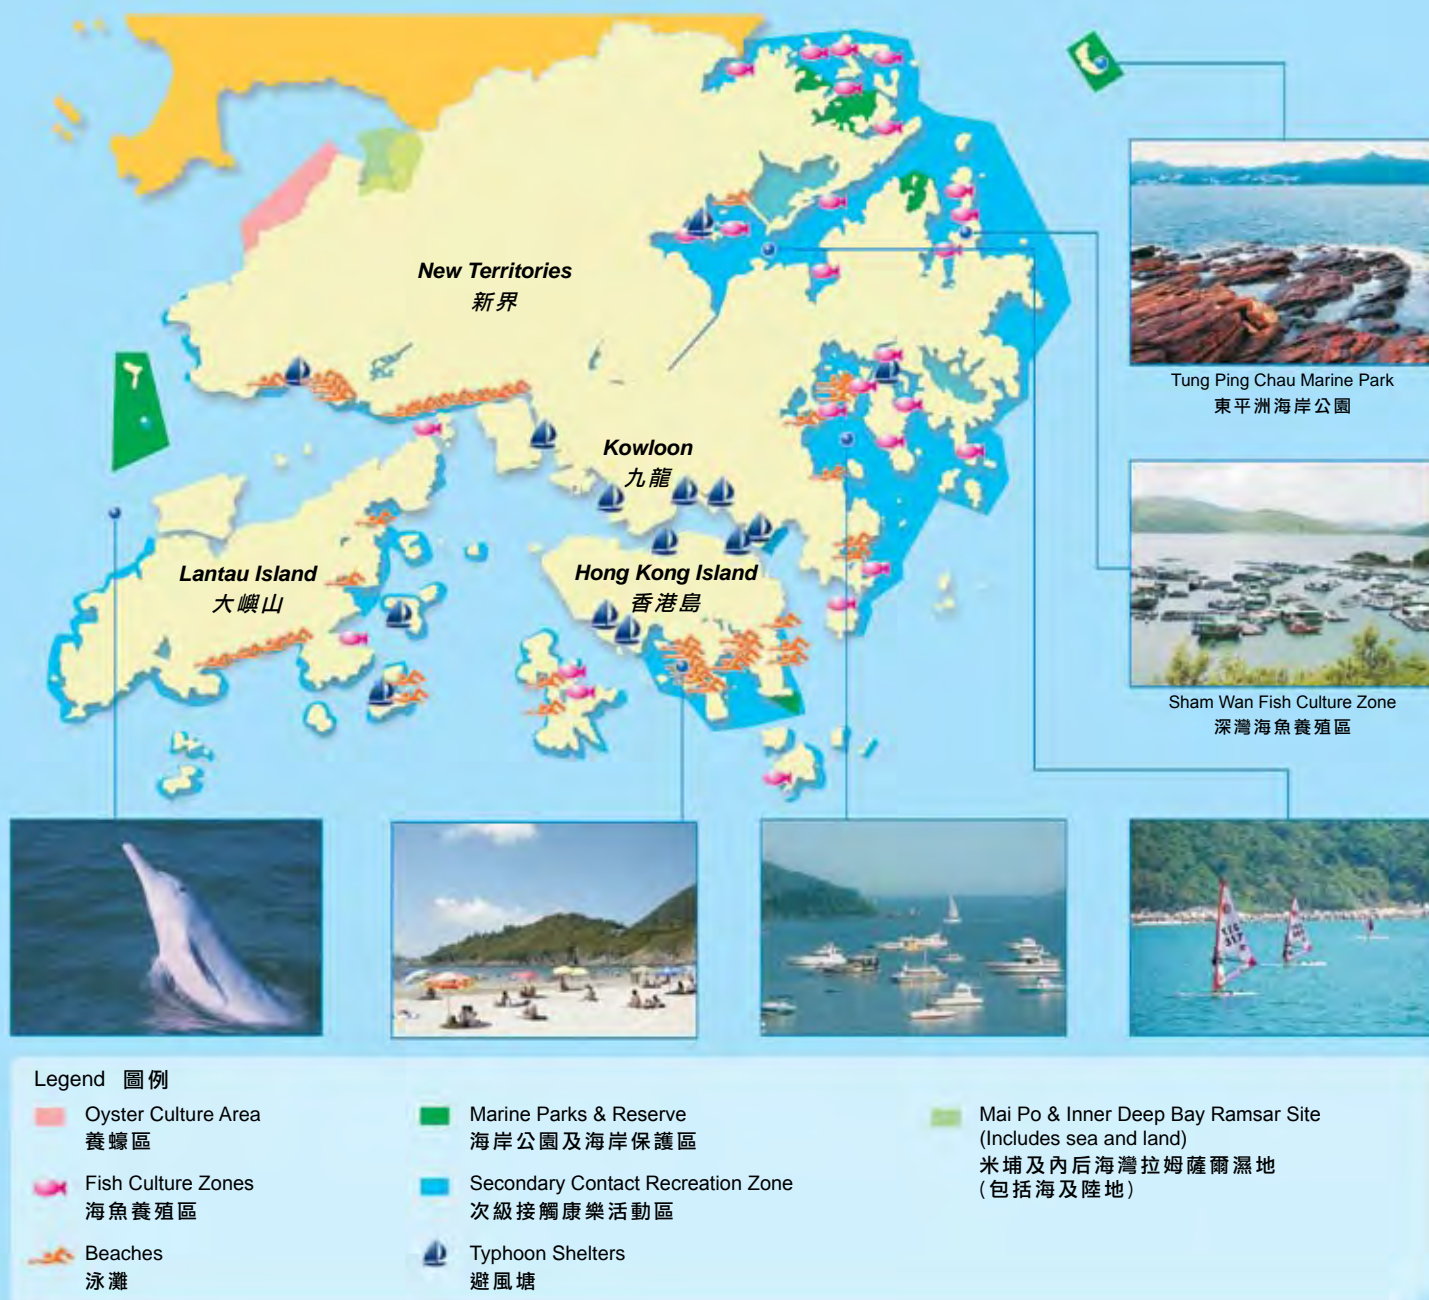 New Territories
新界
Kowloon
九龍
Lantau Island
大嶼山
Hong Kong Island
香港島
Tung Ping Chau Marine Park
東平洲海岸公園
Sham Wan Fish Culture Zone
深灣海魚養殖區
Legend 圖例
Oyster Culture Area
養蠔區
Fish Culture Zones
海魚養殖區
Beaches
泳灘
Marine Parks & Reserve
海岸公園及海岸保護區
Secondary Contact Recreation Zone
次級接觸康樂活動區
Typhoon Shelters
避風塘
Mai Po & Inner Deep Bay Ramsar Site
(Includes sea and land)
米埔及內后海灣拉姆薩爾濕地
(包括海及陸地)